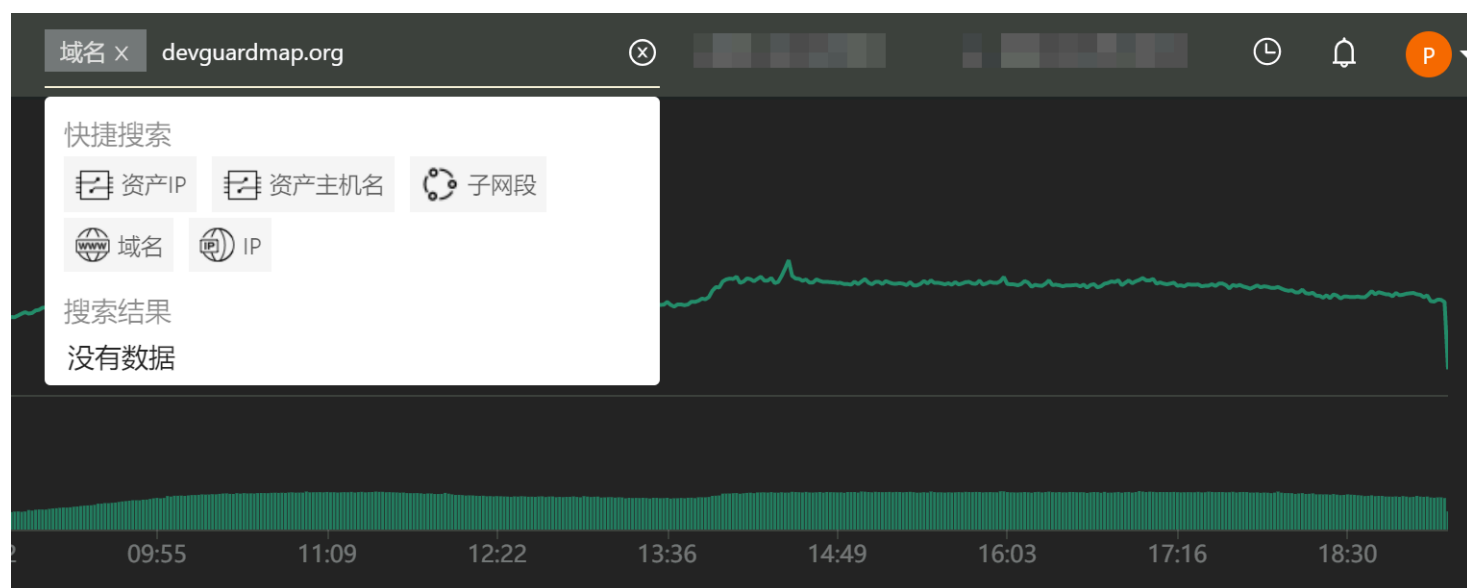 域名 × devguardmap.org
P
快捷搜索
资产IP 资产主机名 子网段
www 域名 IP IP
搜索结果
没有数据
09:55 11:09 12:22 13:36 14:49 16:03 17:16 18:30